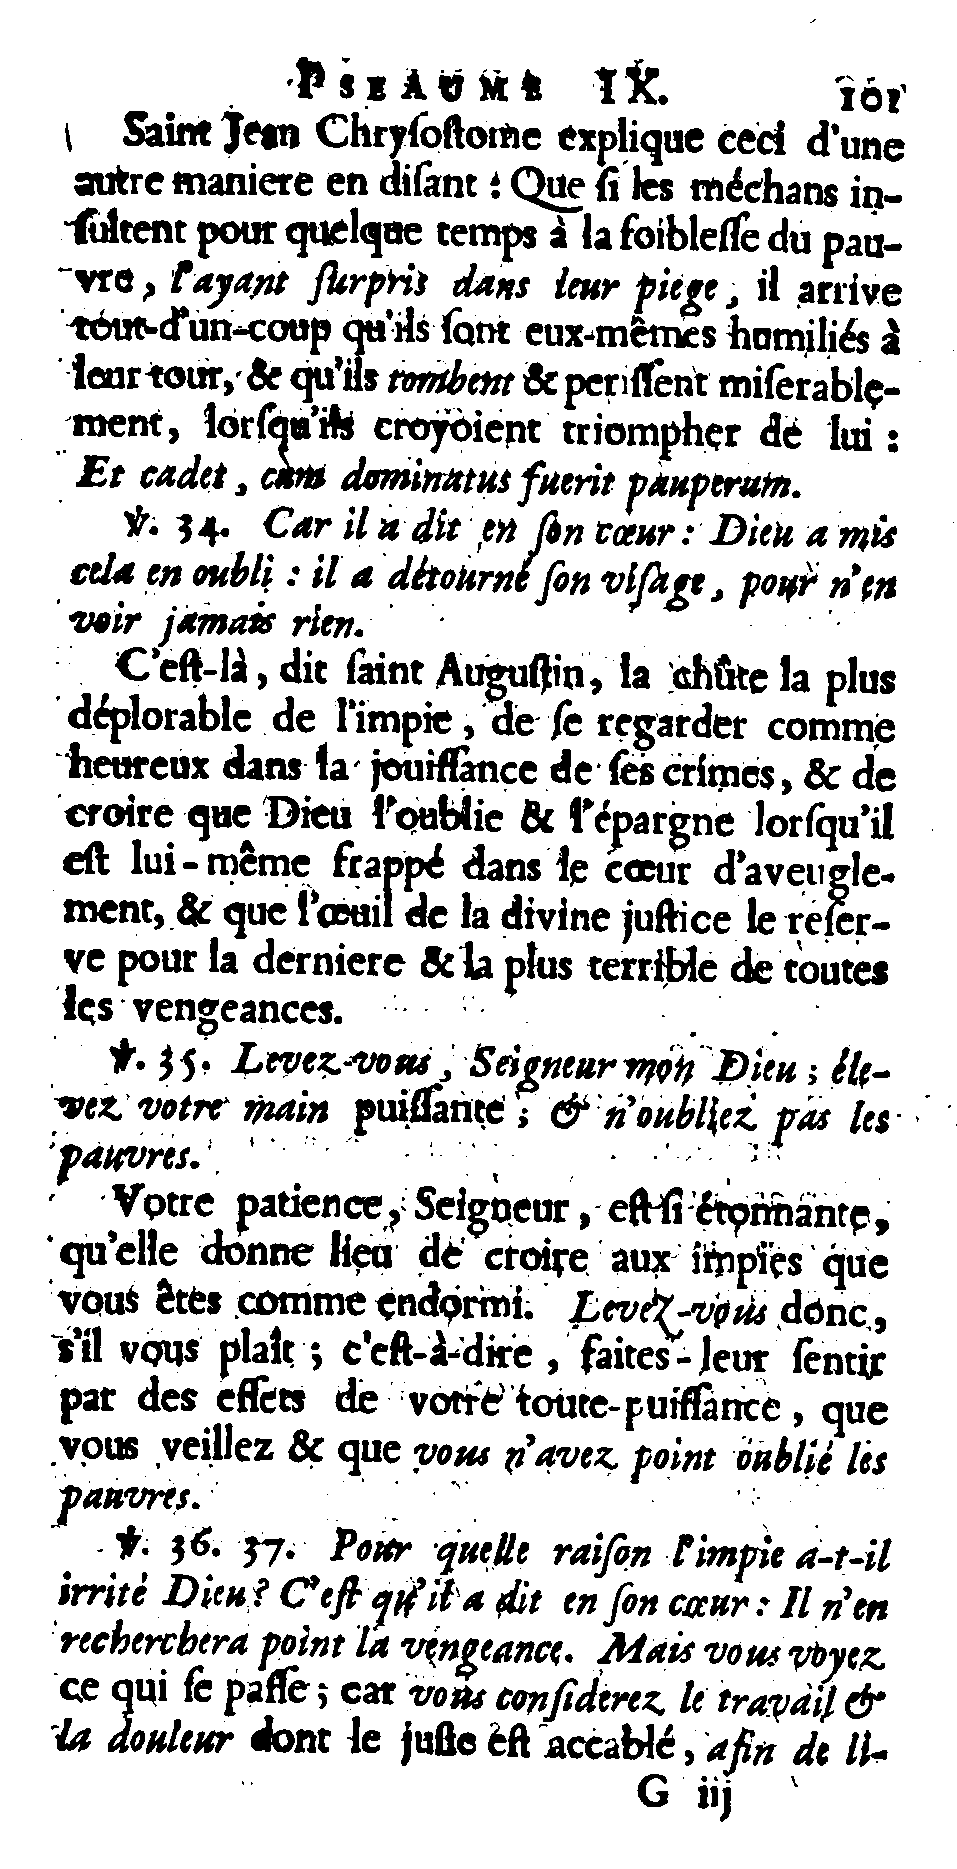 PSEAUME IX. 101
Saint Jean Chryſoſtome explique ceci d'une
autre maniere en diſant : Que ſi les méchans in-
ſultent pour quelque temps à la foibleſſe du pau-
vre, l'ayant ſurpris dans leur piege, il arrive
tout-d'un-coup qu'ils ſont eux-mêmes humiliés à
leur tour, & qu'ils tombent & periſſent miſerable-
ment, lorſqu'ils croyoient triompher de lui :
Et cadet, cùm dominatus fuerit pauperum.
℣. 34. Car il a dit en ſon cœur : Dieu a mis
cela en oubli : il a détourné ſon viſage, pour n'en
voir jamais rien.
C'eſt-là, dit ſaint Auguſtin, la chûte la plus
déplorable de l'impie, de ſe regarder comme
heureux dans la jouiſſance de ſes crimes, & de
croire que Dieu l'oublie & l'épargne lorſqu'il
eſt lui-même frappé dans le cœur d'aveugle-
ment, & que l'œuil de la divine juſtice le reſer-
ve pour la derniere & la plus terrible de toutes
les vengeances.
℣. 35. Levez-vous, Seigneur mon Dieu ; éle-
vez votre main puiſſante ; & n'oubliez pas les
pauvres.
Votre patience, Seigneur, eſt ſi étonnante,
qu'elle donne lieu de croire aux impies que
vous êtes comme endormi. Levez-vous donc,
s'il vous plaît ; c'eſt-à-dire, faites-leur ſentir
par des effets de votre toute-puiſſance, que
vous veillez & que vous n'avez point oublié les
pauvres.
℣. 36. 37. Pour quelle raiſon l'impie a-t-il
irrité Dieu? C'eſt qu'il a dit en ſon cœur : Il n'en
recherchera point la vengeance. Mais vous voyez
ce qui ſe paſſe ; car vous conſiderez le travail &
la douleur dont le juſte eſt accablé, afin de li-
G iij